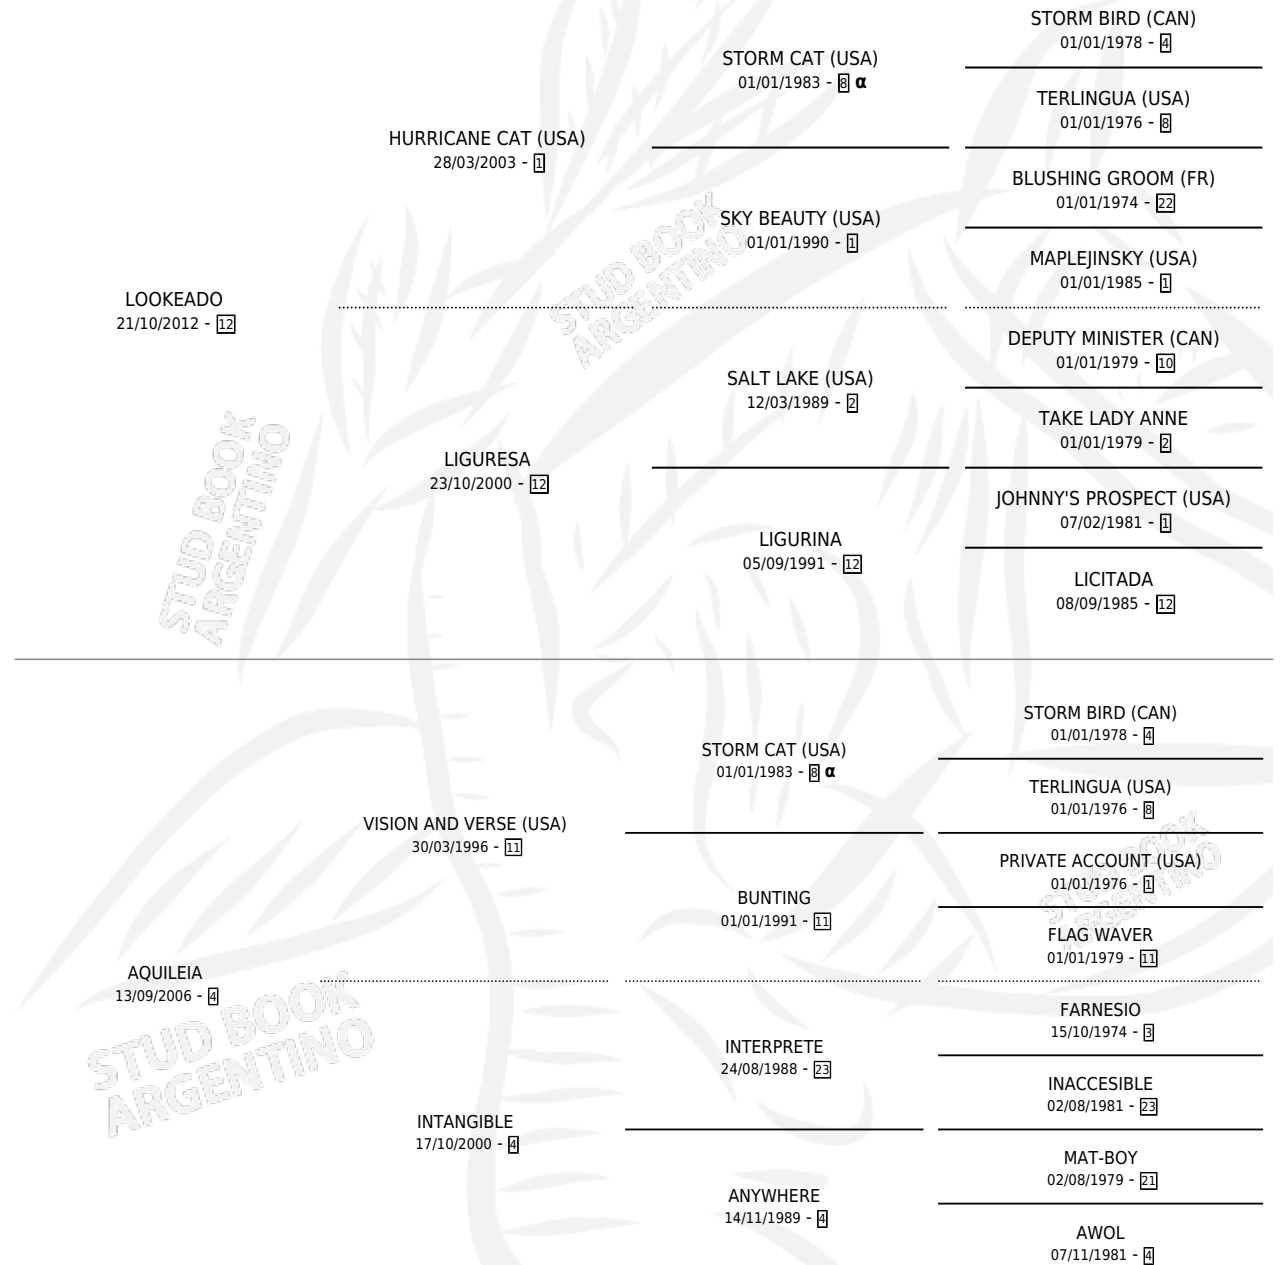 STORM BIRD (CAN)
01/01/1978 - 4
STORM CAT (USA)
01/01/1983 - 8 α
TERLINGUA (USA)
01/01/1976 - 8
HURRICANE CAT (USA)
28/03/2003 - 1
BLUSHING GROOM (FR)
01/01/1974 - 22
SKY BEAUTY (USA)
01/01/1990 - 1
MAPLEJINSKY (USA)
01/01/1985 - 1
LOOKEADO
21/10/2012 - 12
DEPUTY MINISTER (CAN)
01/01/1979 - 10
SALT LAKE (USA)
12/03/1989 - 2
TAKE LADY ANNE
01/01/1979 - 2
LIGURESA
23/10/2000 - 12
JOHNNY'S PROSPECT (USA)
07/02/1981 - 1
LIGURINA
05/09/1991 - 12
LICITADA
08/09/1985 - 12
STORM BIRD (CAN)
01/01/1978 - 4
STORM CAT (USA)
01/01/1983 - 8 α
TERLINGUA (USA)
01/01/1976 - 8
VISION AND VERSE (USA)
30/03/1996 - 11
PRIVATE ACCOUNT (USA)
01/01/1976 - 1
BUNTING
01/01/1991 - 11
FLAG WAVER
01/01/1979 - 11
AQUILEIA
13/09/2006 - 4
FARNESIO
15/10/1974 - 3
INTERPRETE
24/08/1988 - 23
INACCESIBLE
02/08/1981 - 23
INTANGIBLE
17/10/2000 - 4
MAT-BOY
02/08/1979 - 21
ANYWHERE
14/11/1989 - 4
AWOL
07/11/1981 - 4
STUD BOOK
ARGENTINO
STUD BOOK
ARGENTINO
STUD BOOK
ARGENTINO
STUD BOOK
ARGENTINO